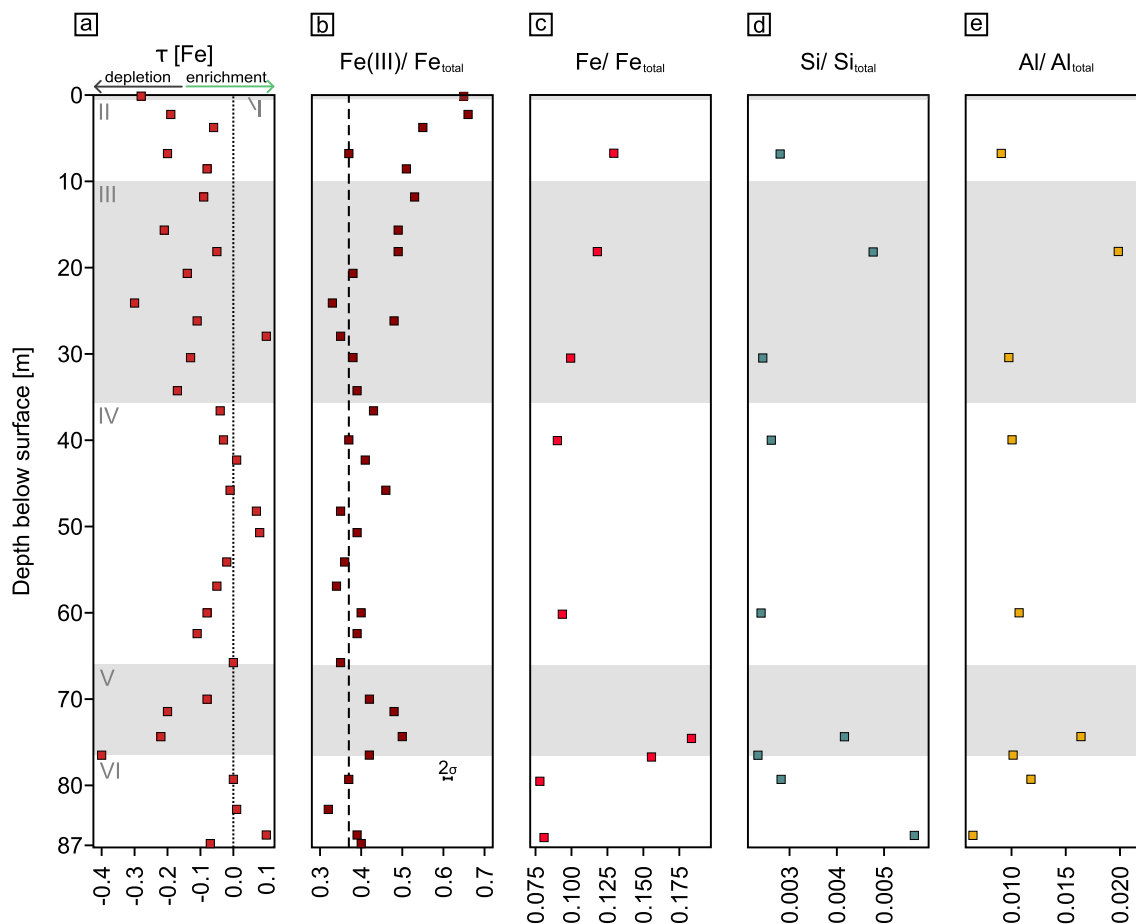 a b c d e
τ [Fe] Fe(III)/ Fetotal Fe/ Fetotal Si/ Sitotal Al/ Altotal
depletion enrichment
Depth below surface [m]
0
10
20
30
40
50
60
70
80
87
I
II
III
IV
V
VI
2σ
-0.4 -0.3 -0.2 -0.1 0.0 0.1
0.3 0.4 0.5 0.6 0.7
0.075 0.100 0.125 0.150 0.175
0.003 0.005
0.010 0.015 0.020